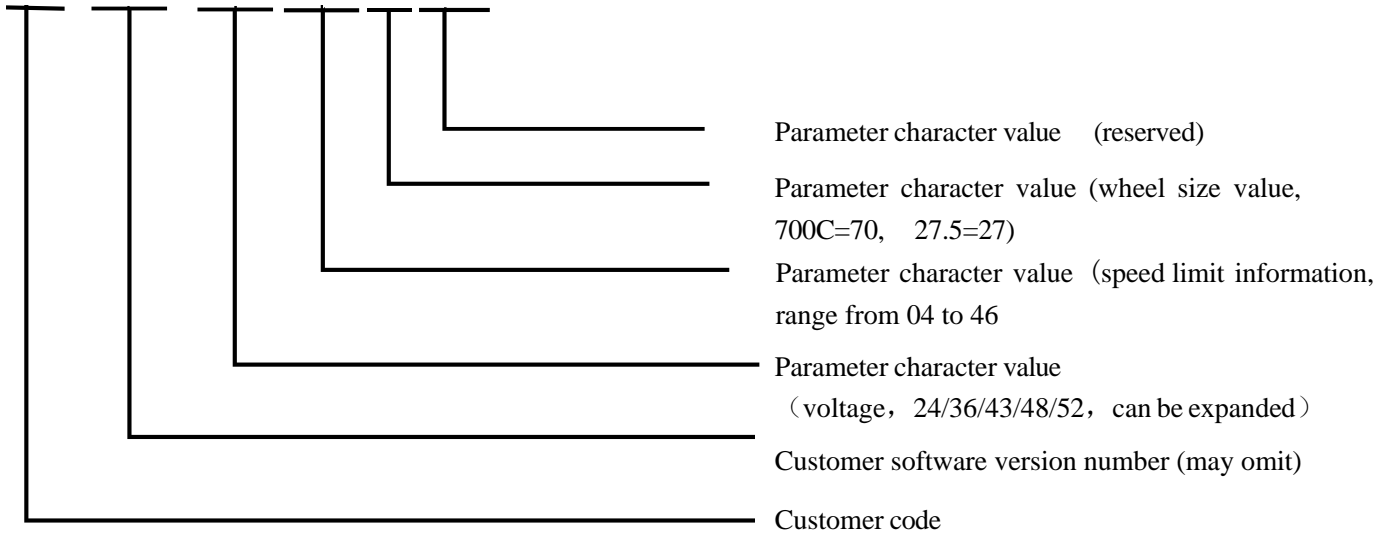 Parameter character value (reserved)
Parameter character value (wheel size value,
700C=70, 27.5=27)
Parameter character value（speed limit information,
range from 04 to 46
Parameter character value
（voltage，24/36/43/48/52，can be expanded）
Customer software version number (may omit)
Customer code